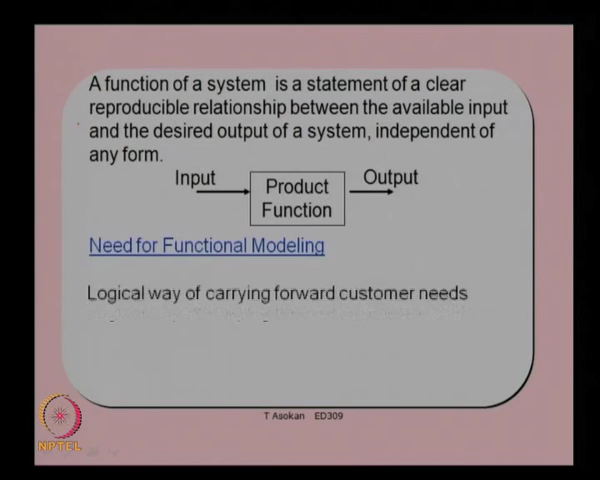 A function of a system is a statement of a clear
reproducible relationship between the available input
and the desired output of a system, independent of
any form.
Input
Product
Function
Output
Need for Functional Modeling
Logical way of carrying forward customer needs
T Asokan ED309
NPTEL